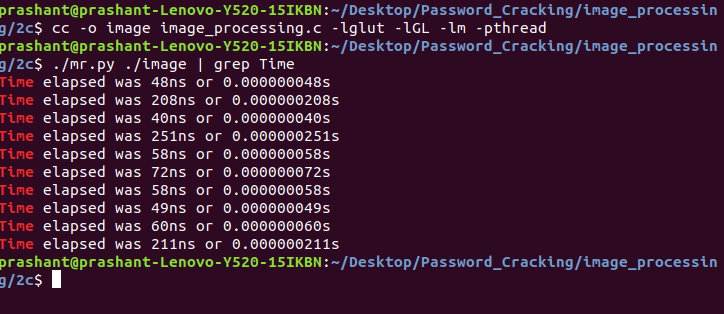 prashant@prashant-Lenovo-Y520-15IKBN:~/Desktop/Password_Cracking/image_processin
g/2c$ cc -o image image_processing.c -lglut -lGL -lm -pthread
prashant@prashant-Lenovo-Y520-15IKBN:~/Desktop/Password_Cracking/image_processin
g/2c$ ./mr.py ./image | grep Time
Time elapsed was 48ns or 0.000000048s
Time elapsed was 208ns or 0.000000208s
Time elapsed was 40ns or 0.000000040s
Time elapsed was 251ns or 0.000000251s
Time elapsed was 58ns or 0.000000058s
Time elapsed was 72ns or 0.000000072s
Time elapsed was 58ns or 0.000000058s
Time elapsed was 49ns or 0.000000049s
Time elapsed was 60ns or 0.000000060s
Time elapsed was 211ns or 0.000000211s
prashant@prashant-Lenovo-Y520-15IKBN:~/Desktop/Password_Cracking/image_processin
g/2c$